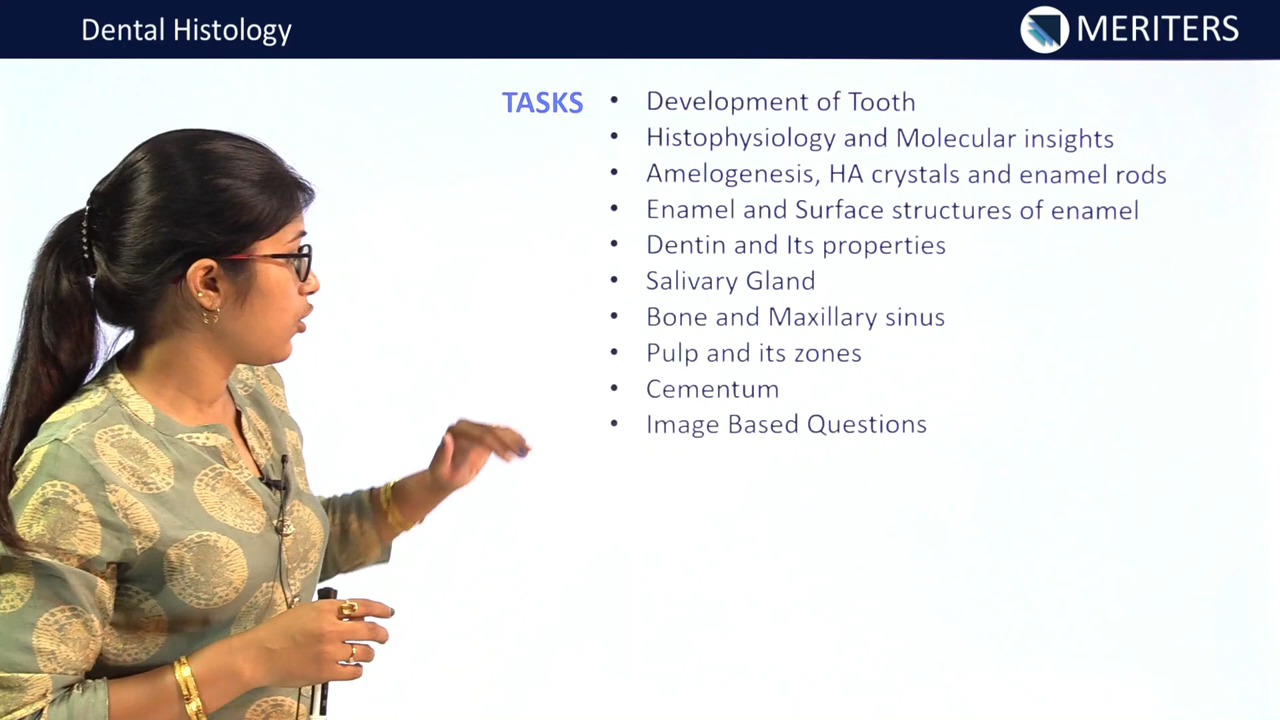 Dental Histology
MERITERS
TASKS
• Development of Tooth
• Histophysiology and Molecular insights
• Amelogenesis, HA crystals and enamel rods
• Enamel and Surface structures of enamel
• Dentin and Its properties
• Salivary Gland
• Bone and Maxillary sinus
• Pulp and its zones
• Cementum
• Image Based Questions